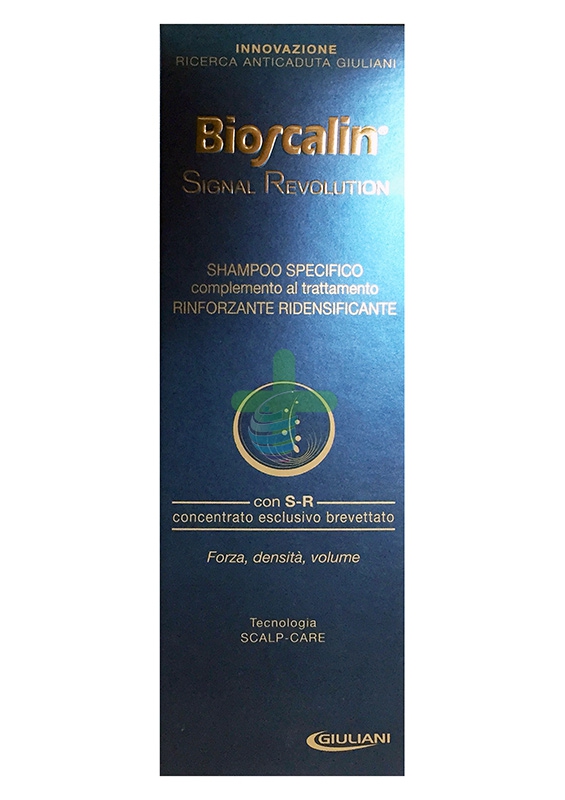 INNOVAZIONE
RICERCA ANTICADUTA GIULIANI
Bioscalin®
SIGNAL REVOLUTION
SHAMPOO SPECIFICO
complemento al trattamento
RINFORZANTE RIDENSIFICANTE
con S-R
concentrato esclusivo brevettato
Forza, densità, volume
Tecnologia
SCALP-CARE
GIULIANI